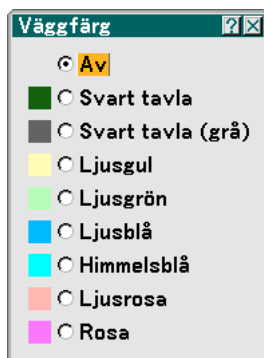 Väggfärg
Av
Svart tavla
Svart tavla (grå)
Ljusgul
Ljusgrön
Ljusblå
Himmelsblå
Ljusrosa
Rosa